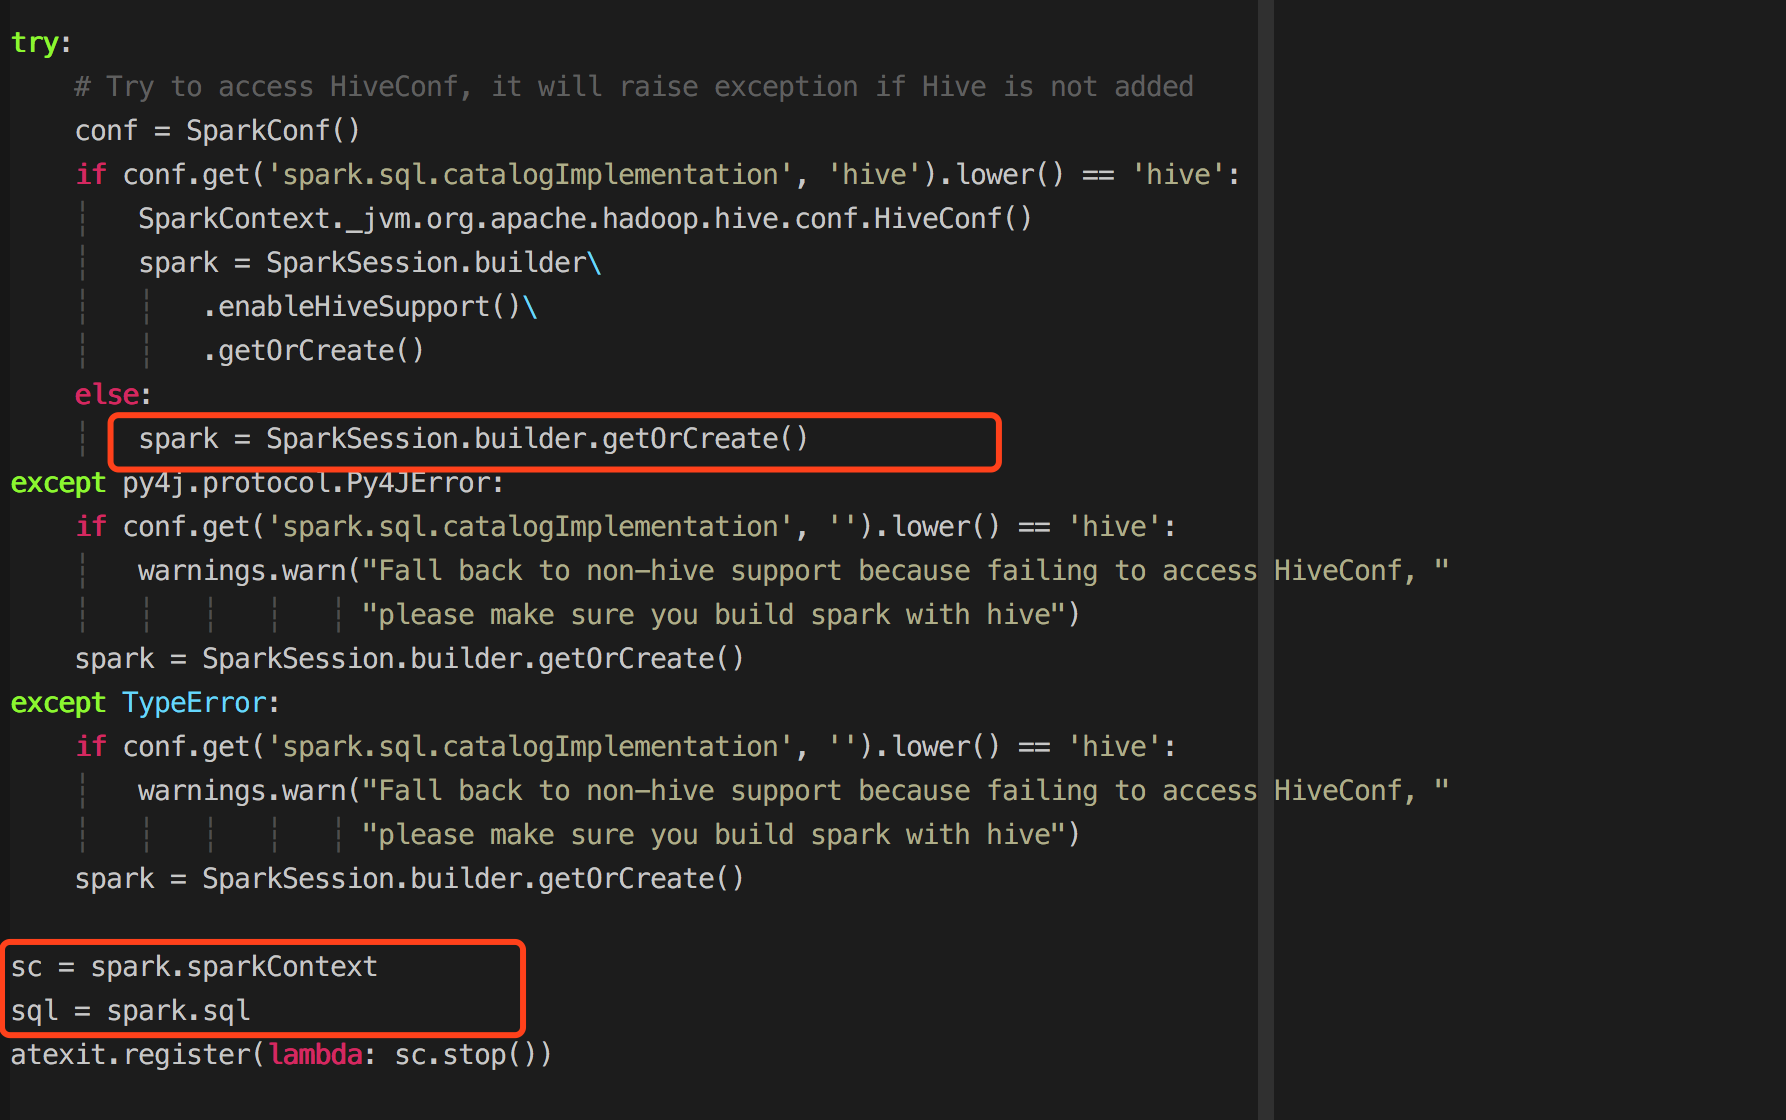 try:
    # Try to access HiveConf, it will raise exception if Hive is not added
    conf = SparkConf()
    if conf.get('spark.sql.catalogImplementation', 'hive').lower() == 'hive':
        SparkContext._jvm.org.apache.hadoop.hive.conf.HiveConf()
        spark = SparkSession.builder\
            .enableHiveSupport()\
            .getOrCreate()
    else:
        spark = SparkSession.builder.getOrCreate()
except py4j.protocol.Py4JError:
    if conf.get('spark.sql.catalogImplementation', '').lower() == 'hive':
        warnings.warn("Fall back to non-hive support because failing to access HiveConf, "
                      "please make sure you build spark with hive")
    spark = SparkSession.builder.getOrCreate()
except TypeError:
    if conf.get('spark.sql.catalogImplementation', '').lower() == 'hive':
        warnings.warn("Fall back to non-hive support because failing to access HiveConf, "
                      "please make sure you build spark with hive")
    spark = SparkSession.builder.getOrCreate()

sc = spark.sparkContext
sql = spark.sql
atexit.register(lambda: sc.stop())